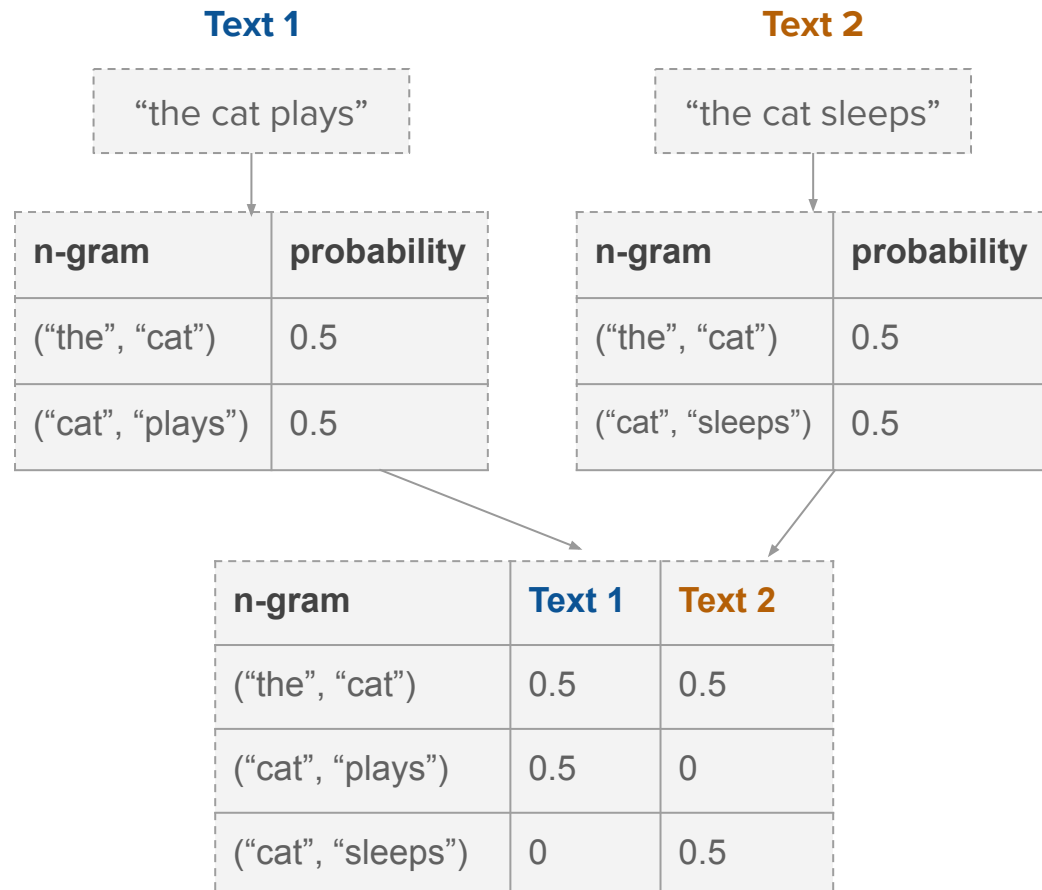 Text 1
Text 2
“the cat plays”
“the cat sleeps”
n-gram probability
(“the”, “cat”) 0.5
(“cat”, “plays”) 0.5
n-gram probability
(“the”, “cat”) 0.5
(“cat”, “sleeps”) 0.5
n-gram Text 1 Text 2
(“the”, “cat”) 0.5 0.5
(“cat”, “plays”) 0.5 0
(“cat”, “sleeps”) 0 0.5